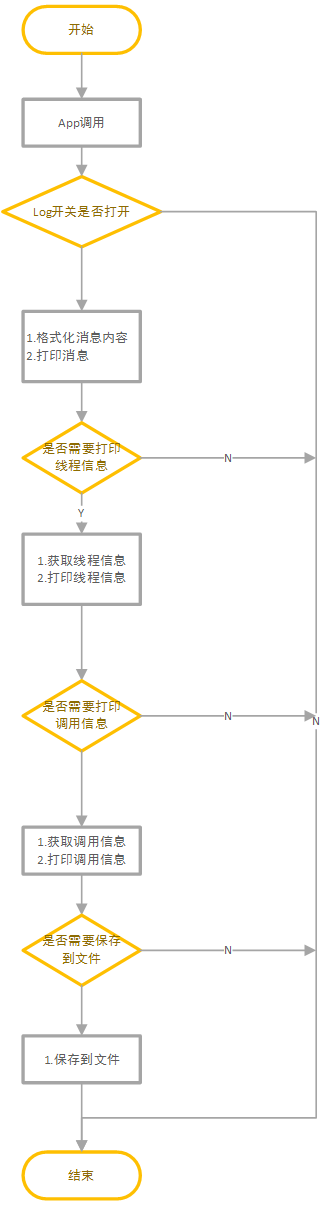 开始
App调用
Log开关是否打开
1.格式化消息内容
2.打印消息
是否需要打印
线程信息
N
Y
1.获取线程信息
2.打印线程信息
是否需要打印
调用信息
N
N
1.获取调用信息
2.打印调用信息
是否需要保存
到文件
N
1.保存到文件
结束